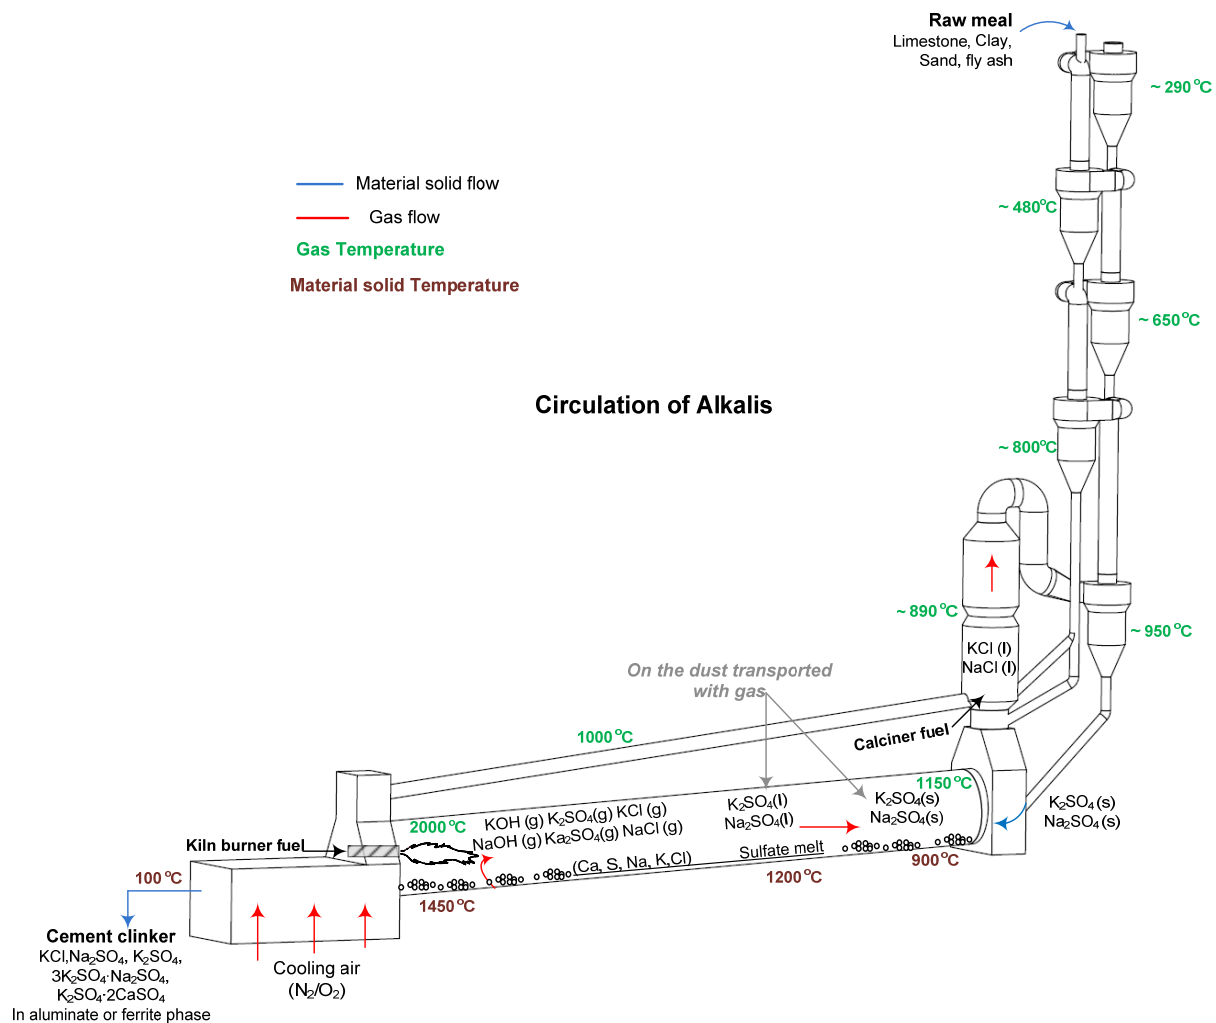 Raw meal
Limestone, Clay,
Sand, fly ash
~ 290 °C
Material solid flow
~ 480°C
Gas flow
Gas Temperature
Material solid Temperature
~ 650 °C
Circulation of Alkalis
~ 800°C
~ 890 °C
~ 950 °C
KCl (l)
NaCl (l)
On the dust transported
with gas
Calciner fuel
1000 °C
1150 °C
K₂SO₄(l)
Na₂SO₄(l)
K₂SO₄(s)
Na₂SO₄(s)
K₂SO₄ (s)
Na₂SO₄ (s)
2000 °C
KOH (g) K₂SO₄(g) KCl (g)
NaOH (g) Ka₂SO₄(g) NaCl (g)
Kiln burner fuel
(Ca, S, Na, K,Cl)
Sulfate melt
900°C
1200 °C
1450 °C
100 °C
Cement clinker
KCl,Na₂SO₄, K₂SO₄,
3K₂SO₄·Na₂SO₄,
K₂SO₄·2CaSO₄
In aluminate or ferrite phase
Cooling air
(N₂/O₂)